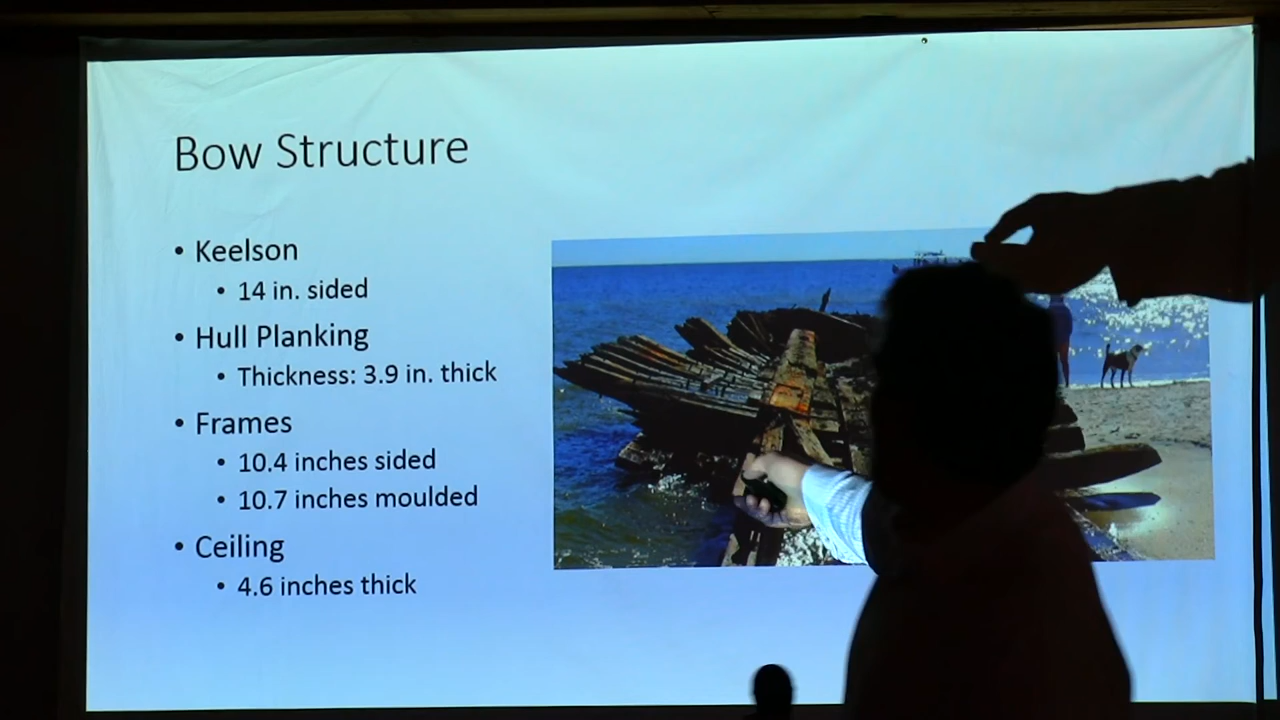 Bow Structure
• Keelson
• 14 in. sided
• Hull Planking
• Thickness: 3.9 in. thick
• Frames
• 10.4 inches sided
• 10.7 inches moulded
• Ceiling
• 4.6 inches thick